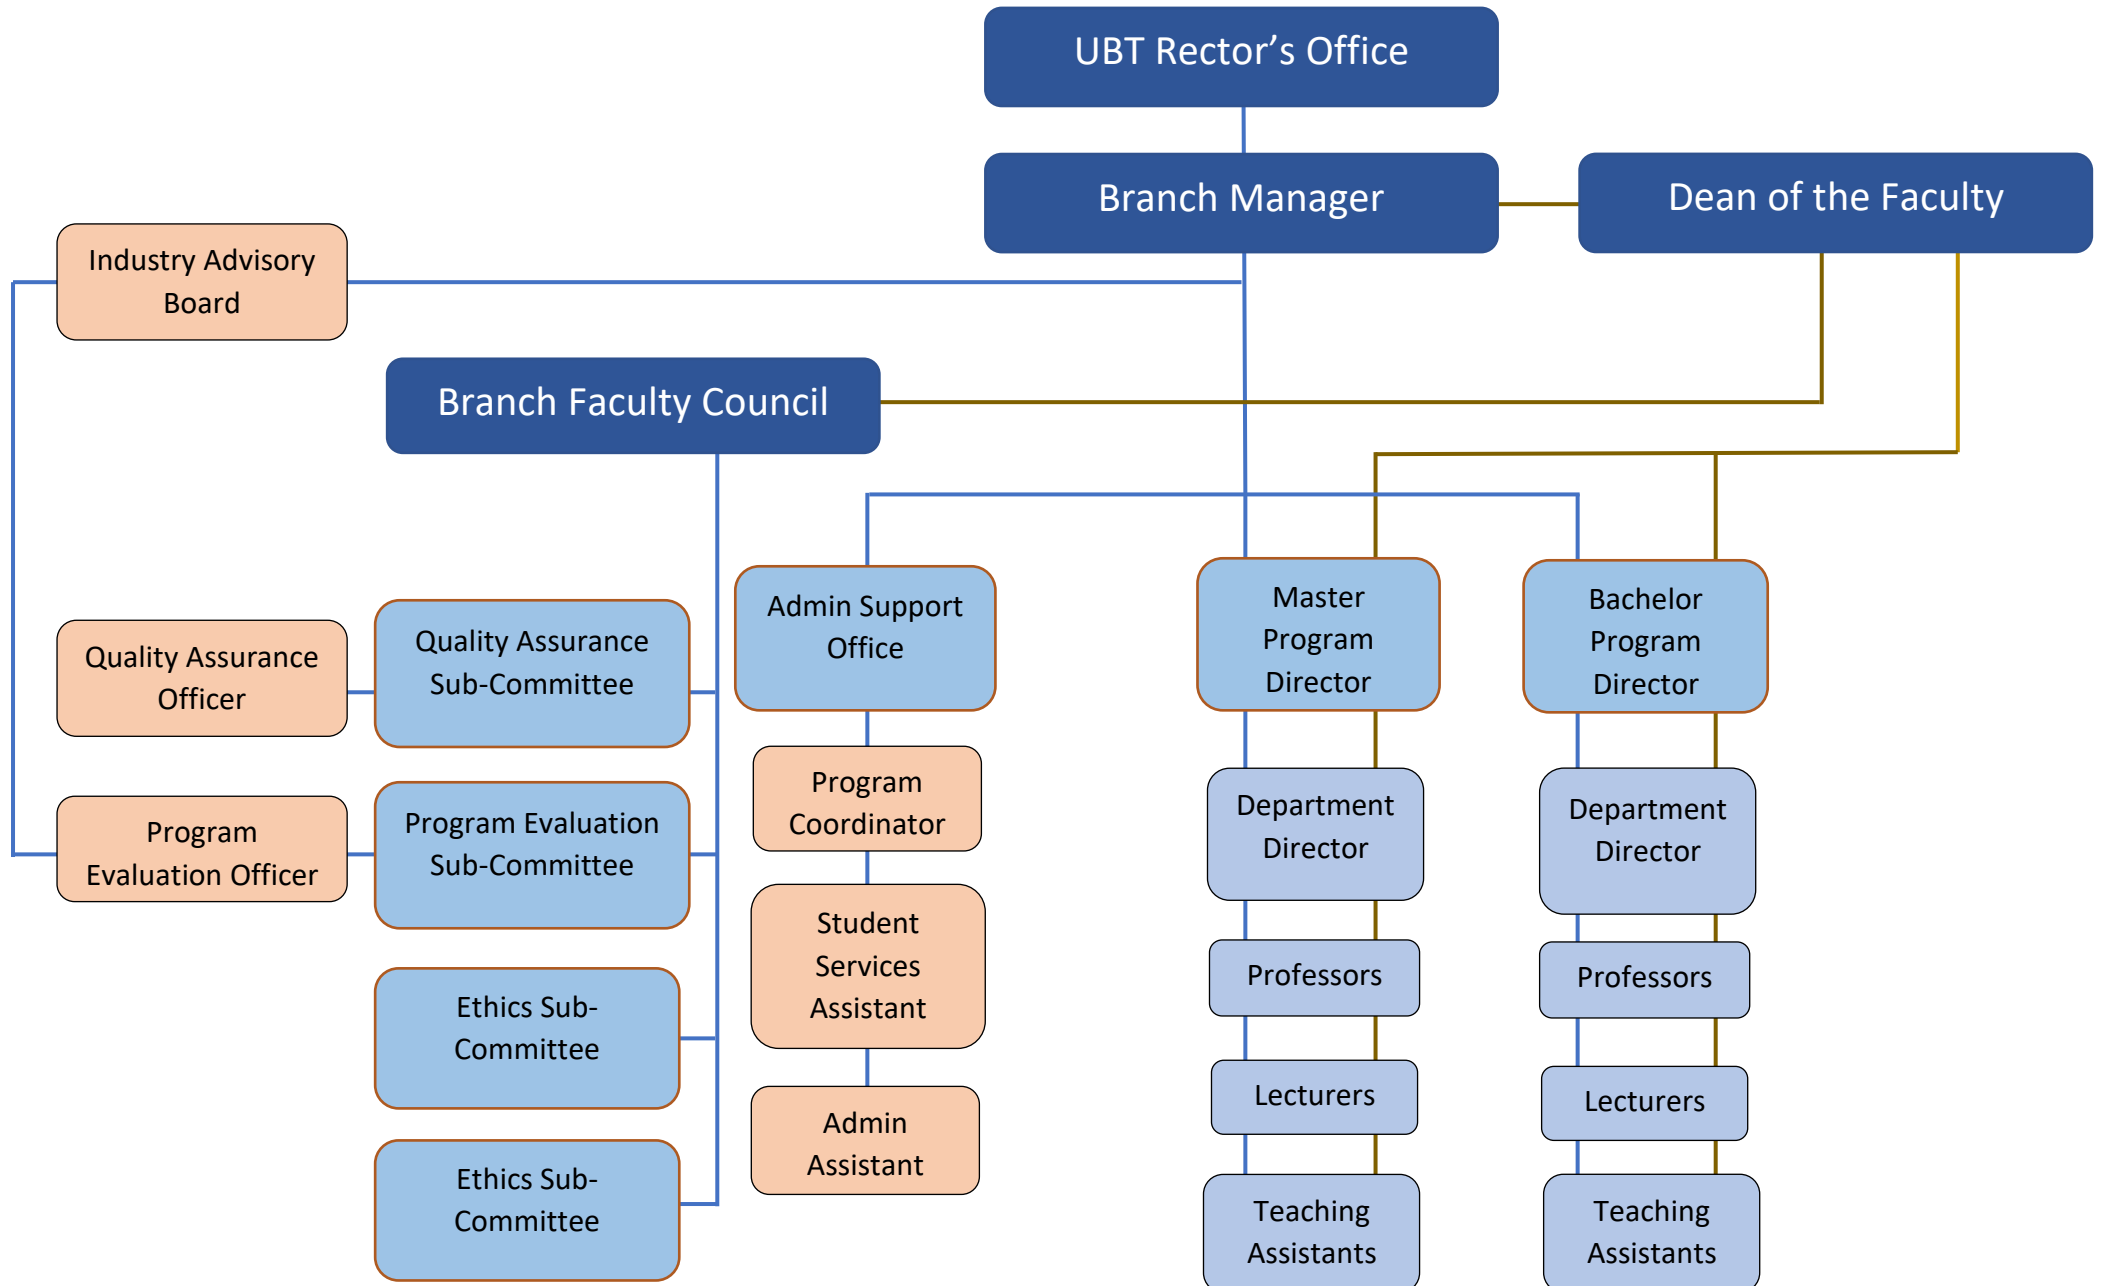 UBT Rector’s Office
Branch Manager
Dean of the Faculty
Industry Advisory
Board
Branch Faculty Council
Quality Assurance
Officer
Quality Assurance
Sub-Committee
Program
Evaluation Officer
Program Evaluation
Sub-Committee
Ethics Sub-
Committee
Ethics Sub-
Committee
Admin Support
Office
Program
Coordinator
Student
Services
Assistant
Admin
Assistant
Master
Program
Director
Department
Director
Professors
Lecturers
Teaching
Assistants
Bachelor
Program
Director
Department
Director
Professors
Lecturers
Teaching
Assistants